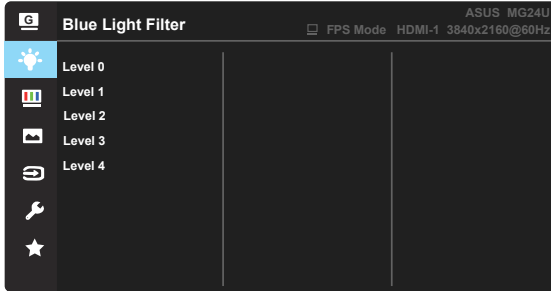 G
Blue Light Filter
ASUS MG24U
FPS Mode HDMI-1 3840x2160@60Hz
Level 0
Level 1
Level 2
Level 3
Level 4